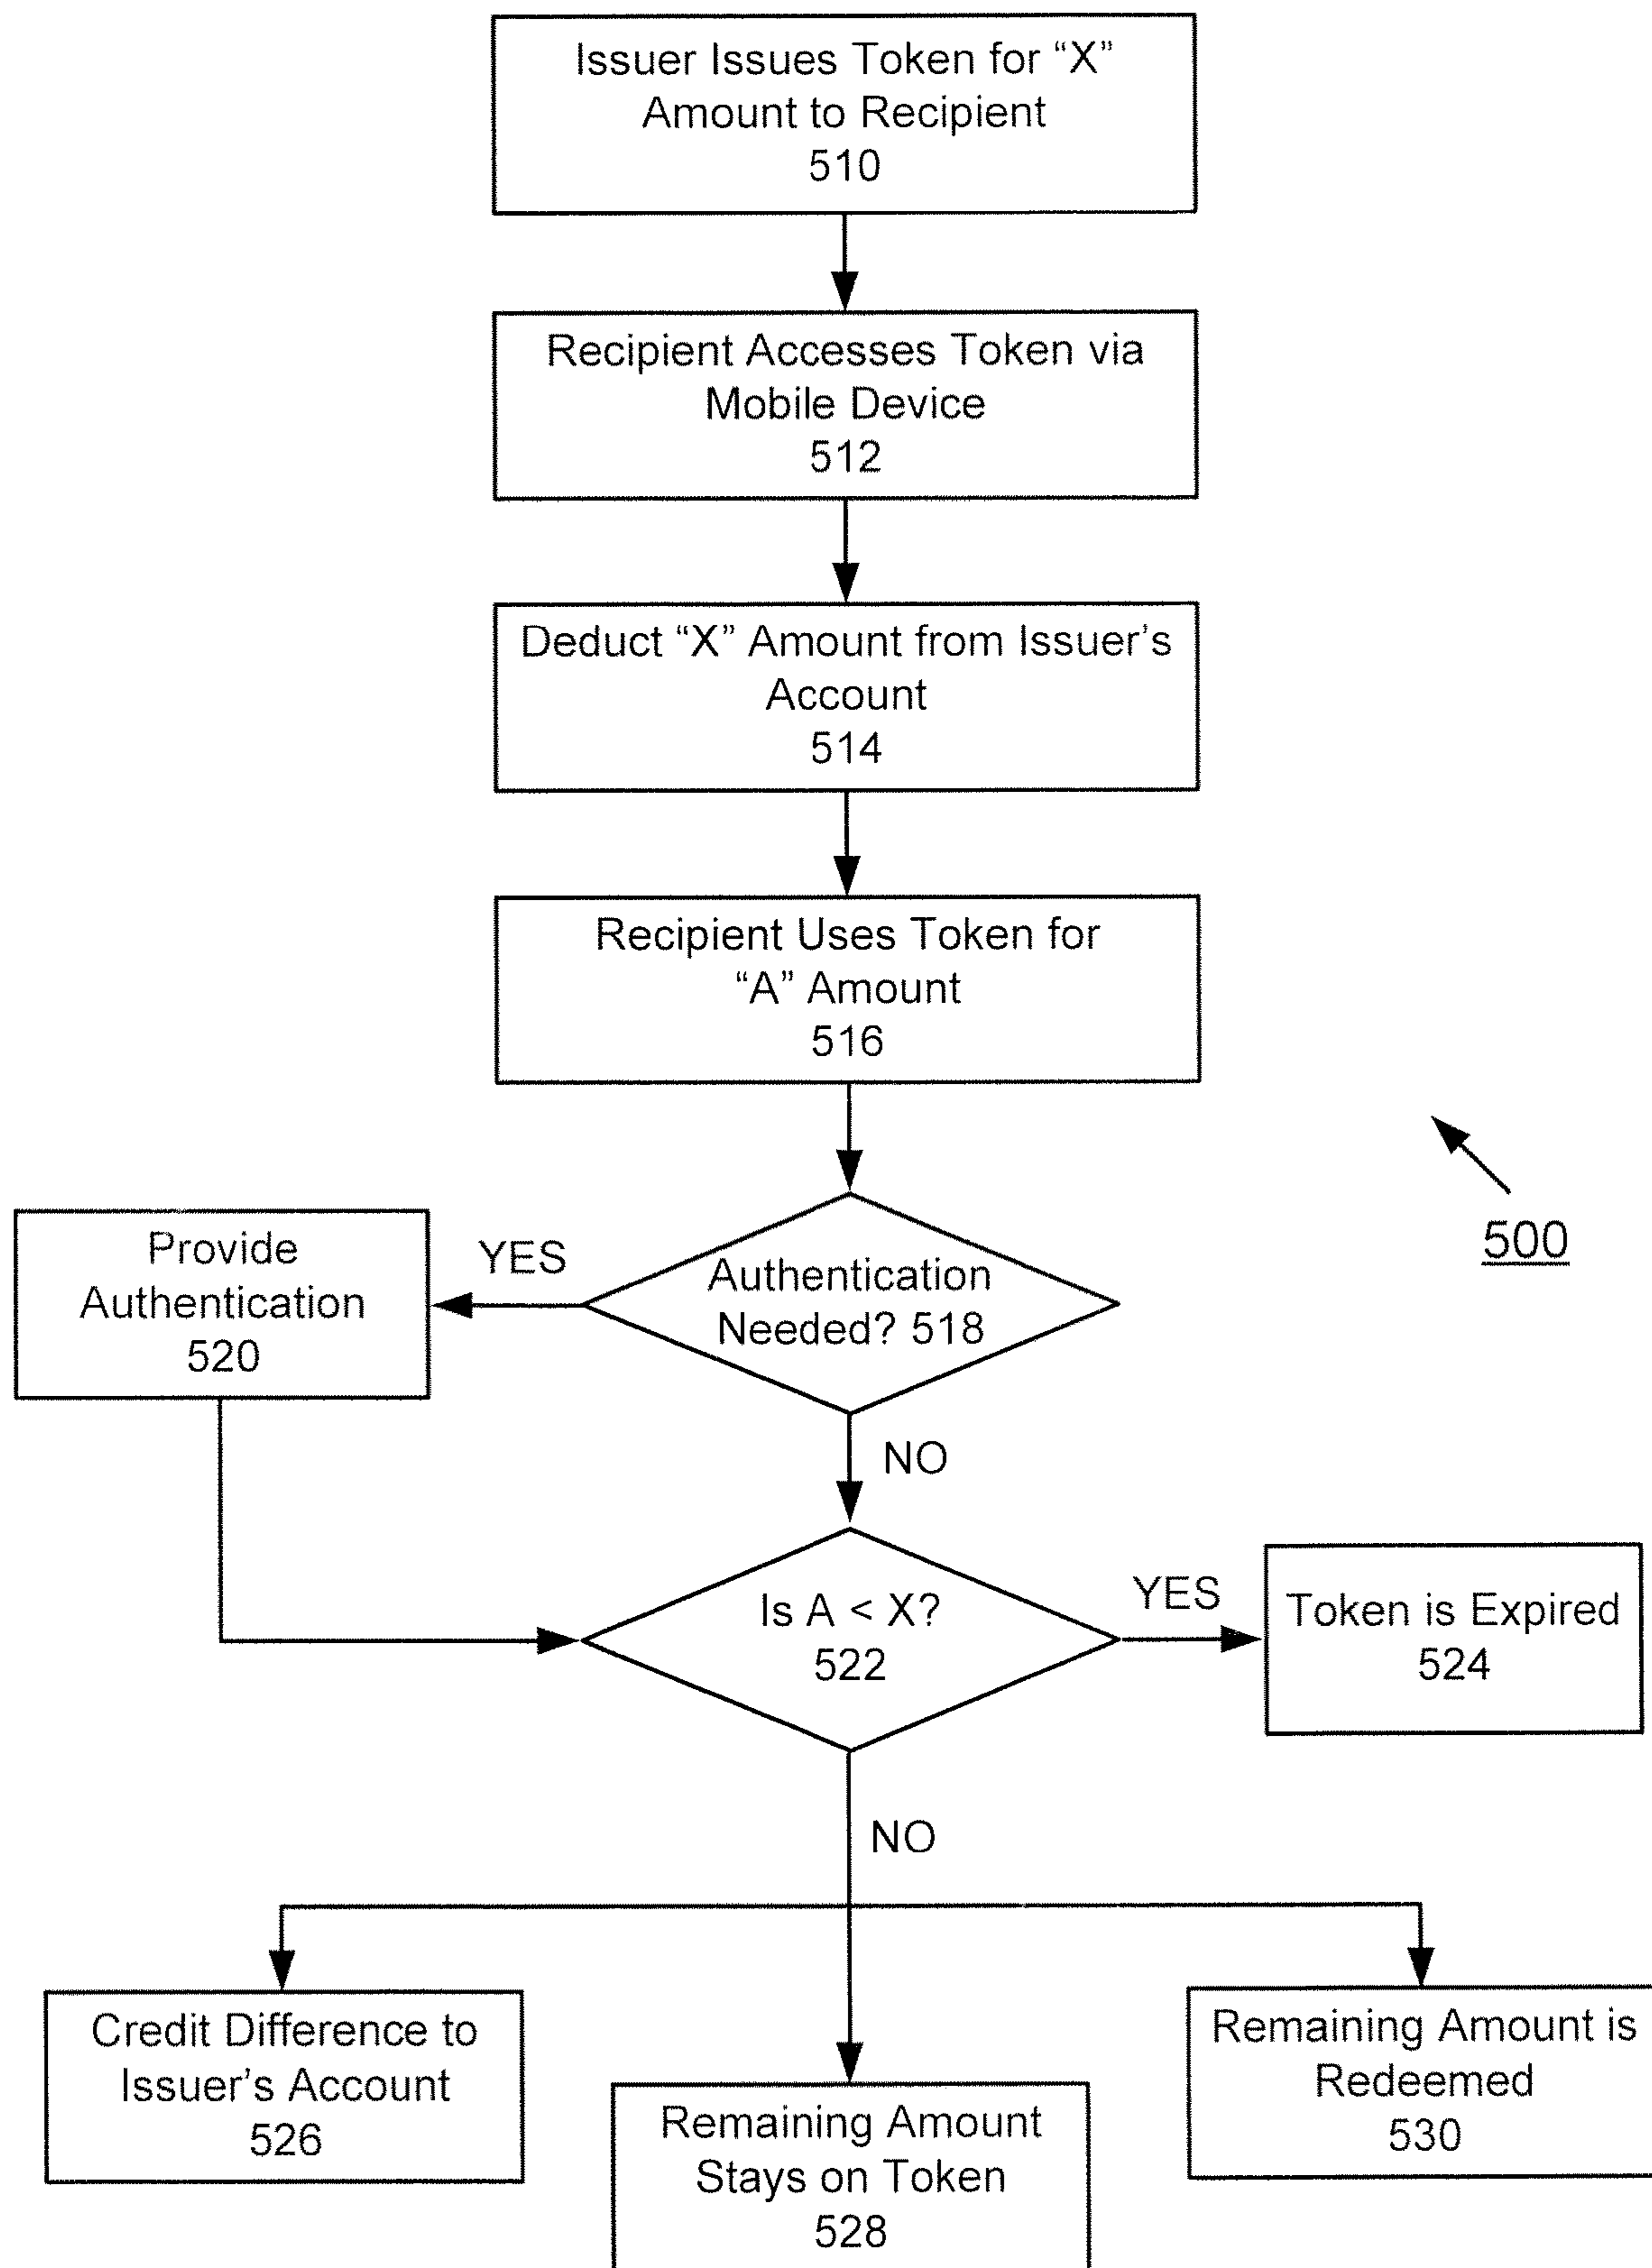 Issuer Issues Token for “X”
Amount to Recipient
510
Recipient Accesses Token via
Mobile Device
512
Deduct “X” Amount from Issuer’s
Account
514
Recipient Uses Token for
“A” Amount
516
500
Authentication
Needed? 518
YES
Provide
Authentication
520
NO
Is A < X?
522
YES
Token is Expired
524
NO
Credit Difference to
Issuer’s Account
526
Remaining Amount
Stays on Token
528
Remaining Amount is
Redeemed
530